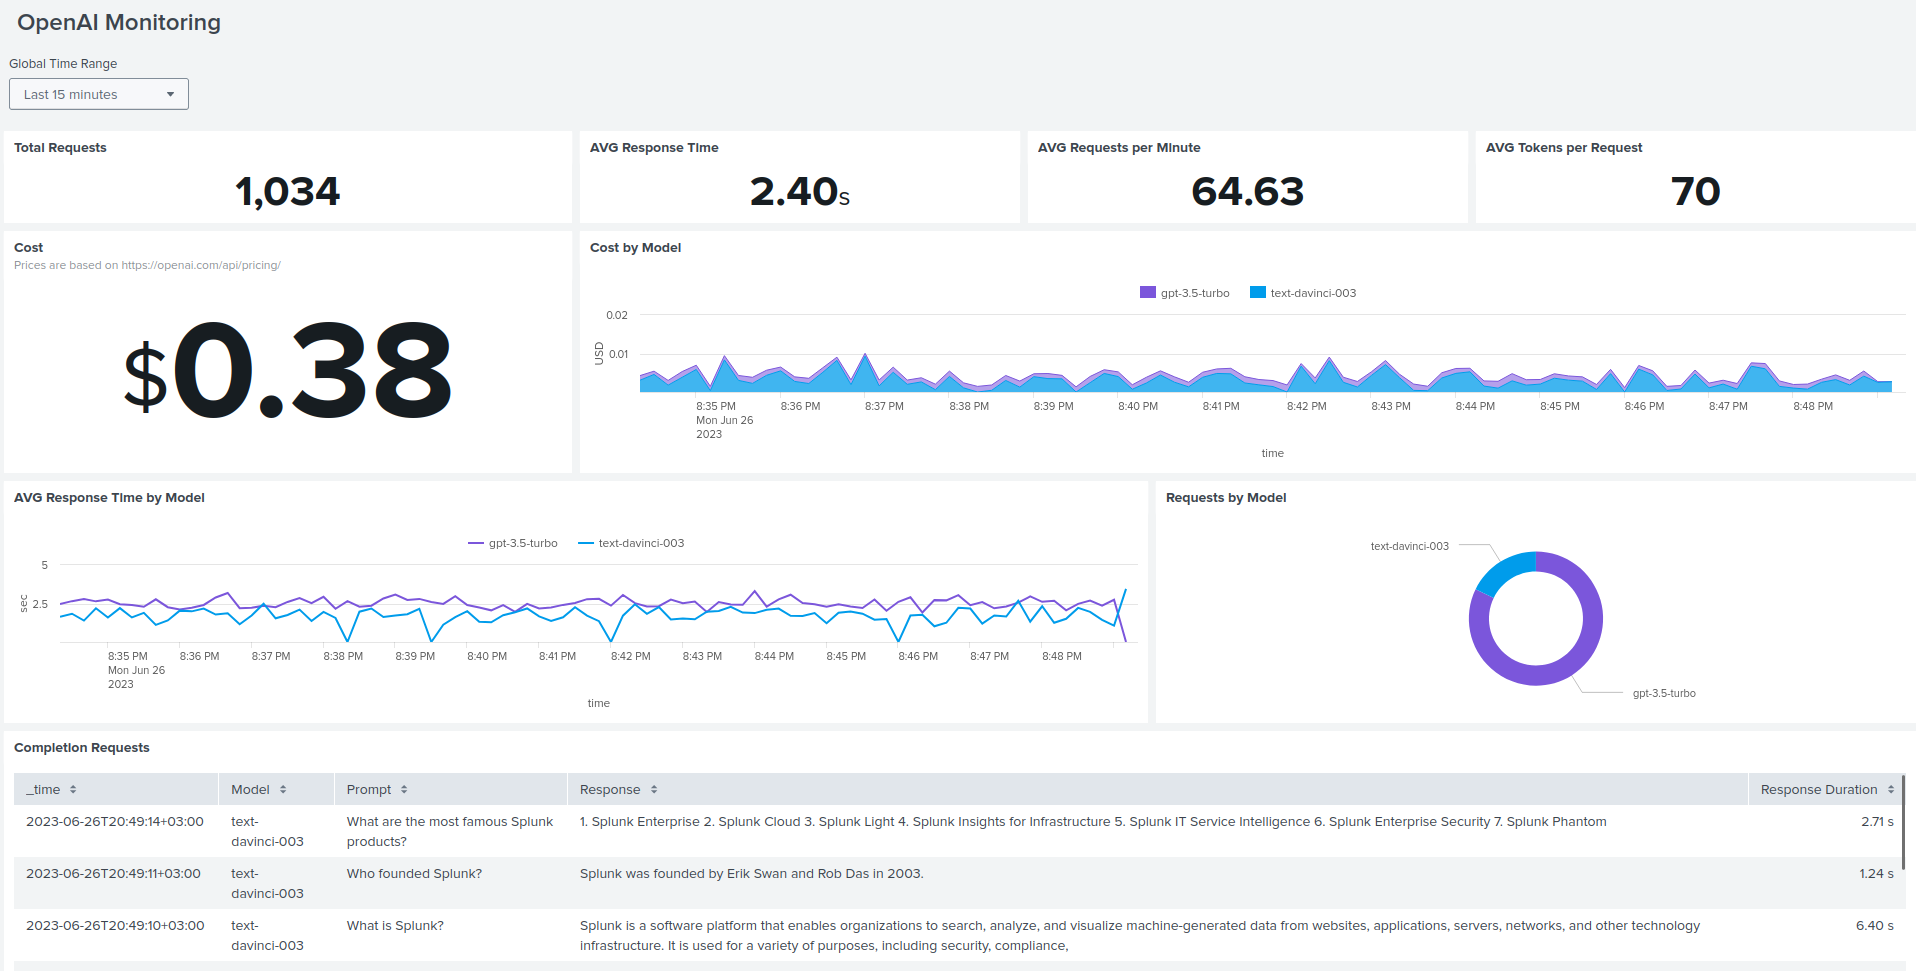 OpenAI Monitoring
Global Time Range
Last 15 minutes
Total Requests
1,034
AVG Response Time
2.40s
AVG Requests per Minute
64.63
AVG Tokens per Request
70
Cost
Prices are based on https://openai.com/api/pricing/
$0.38
Cost by Model
gpt-3.5-turbo text-davinci-003
0.02
0.01
USD
8:35 PM 8:36 PM 8:37 PM 8:38 PM 8:39 PM 8:40 PM 8:41 PM 8:42 PM 8:43 PM 8:44 PM 8:45 PM 8:46 PM 8:47 PM 8:48 PM
Mon Jun 26
2023
time
AVG Response Time by Model
gpt-3.5-turbo text-davinci-003
5
2.5
sec
8:35 PM 8:36 PM 8:37 PM 8:38 PM 8:39 PM 8:40 PM 8:41 PM 8:42 PM 8:43 PM 8:44 PM 8:45 PM 8:46 PM 8:47 PM 8:48 PM
Mon Jun 26
2023
time
Requests by Model
text-davinci-003
gpt-3.5-turbo
Completion Requests
_time Model Prompt Response Response Duration
2023-06-26T20:49:14+03:00 text- What are the most famous Splunk 1. Splunk Enterprise 2. Splunk Cloud 3. Splunk Light 4. Splunk Insights for Infrastructure 5. Splunk IT Service Intelligence 6. Splunk Enterprise Security 7. Splunk Phantom 2.71 s
davinci-003 products?
2023-06-26T20:49:11+03:00 text- Who founded Splunk? Splunk was founded by Erik Swan and Rob Das in 2003. 1.24 s
davinci-003
2023-06-26T20:49:10+03:00 text- What is Splunk? Splunk is a software platform that enables organizations to search, analyze, and visualize machine-generated data from websites, applications, servers, networks, and other technology 6.40 s
davinci-003 infrastructure. It is used for a variety of purposes, including security, compliance,